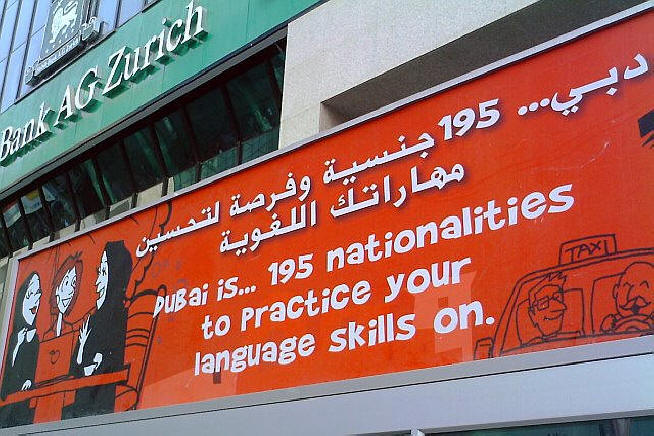 Bank AG Zurich
دبي... 195 جنسية وفرصة لتحسين
مهاراتك اللغوية
Dubai is... 195 nationalities
to Practice your
language skills on.
TAXI